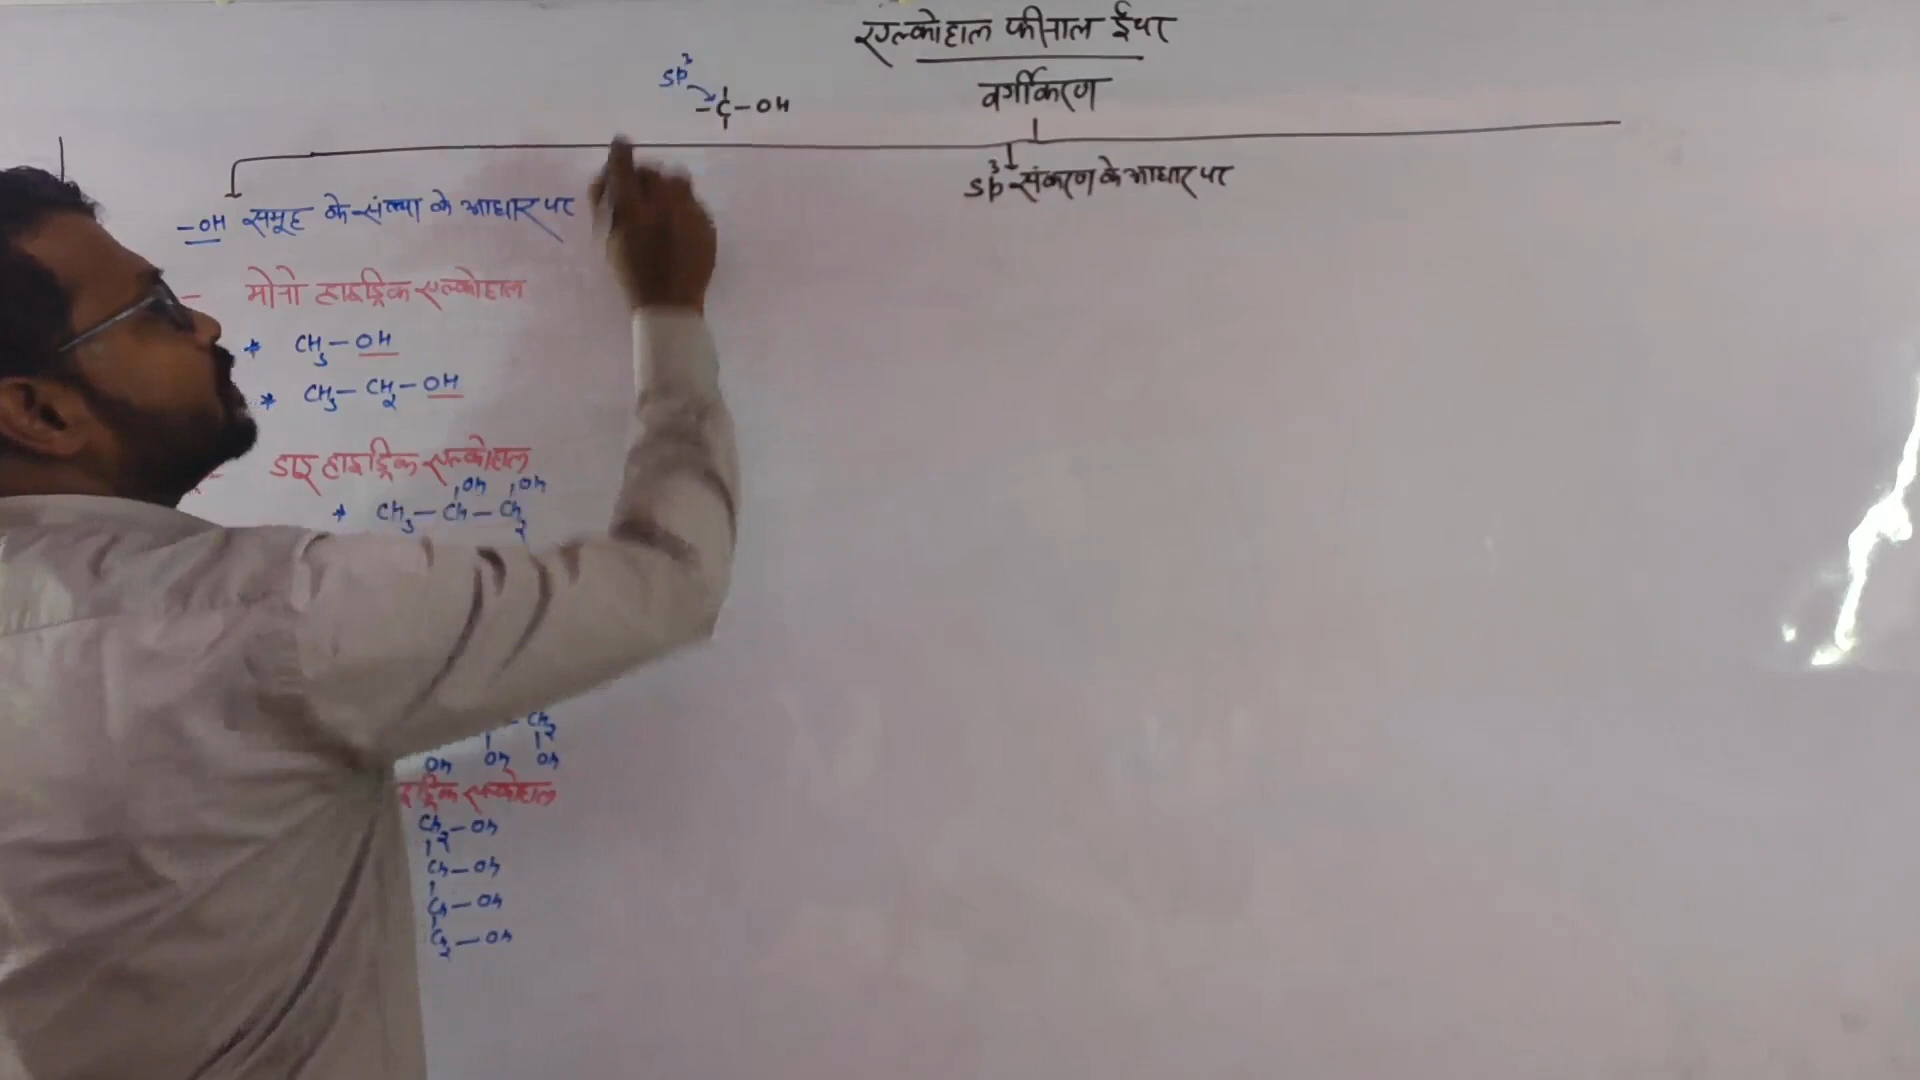 एल्कोहाल फीनाल ईथर
वर्गीकरण
sp³
-C-OH
-OH समूह के संख्या के आधार पर
sp³ संकरण के आधार पर
- मोनो हाइड्रिक एल्कोहाल
* CH₃-OH
* CH₃-CH₂-OH
डाइ हाइड्रिक एल्कोहाल
OH OH
* CH₃-CH-CH₂
-CH₂
OH OH OH
इड्रिक एल्कोहाल
CH₂-OH
CH-OH
CH-OH
CH₂-OH